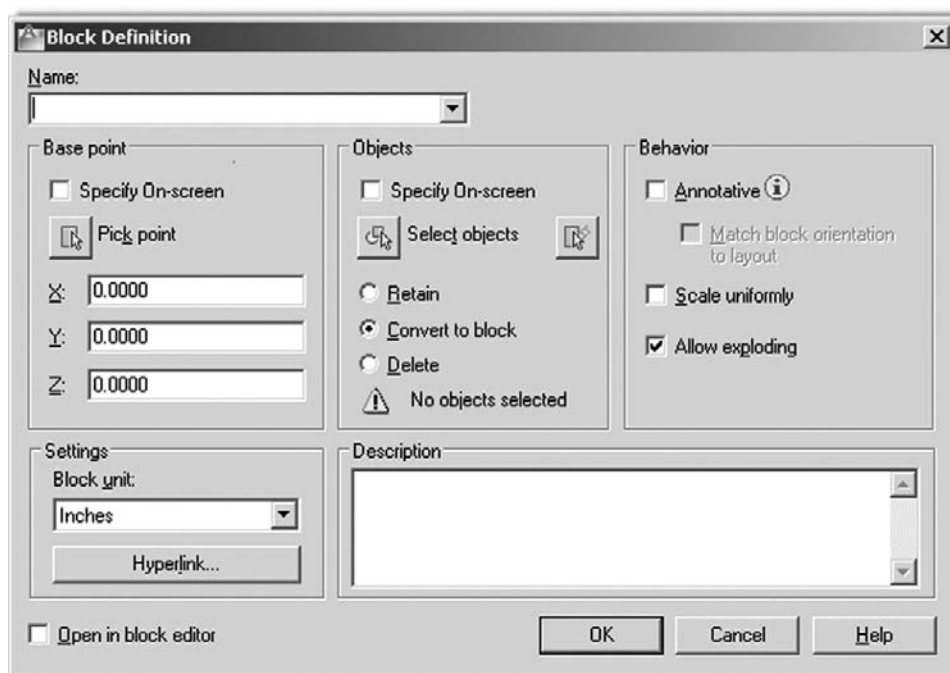 Block Definition
Name:
Base point
Specify On-screen
Pick point
X: 0.0000
Y: 0.0000
Z: 0.0000
Objects
Specify On-screen
Select objects
Retain
Convert to block
Delete
No objects selected
Behavior
Annotative
Match block orientation
to layout
Scale uniformly
Allow exploding
Settings
Block unit:
Inches
Hyperlink...
Description
Open in block editor
OK
Cancel
Help